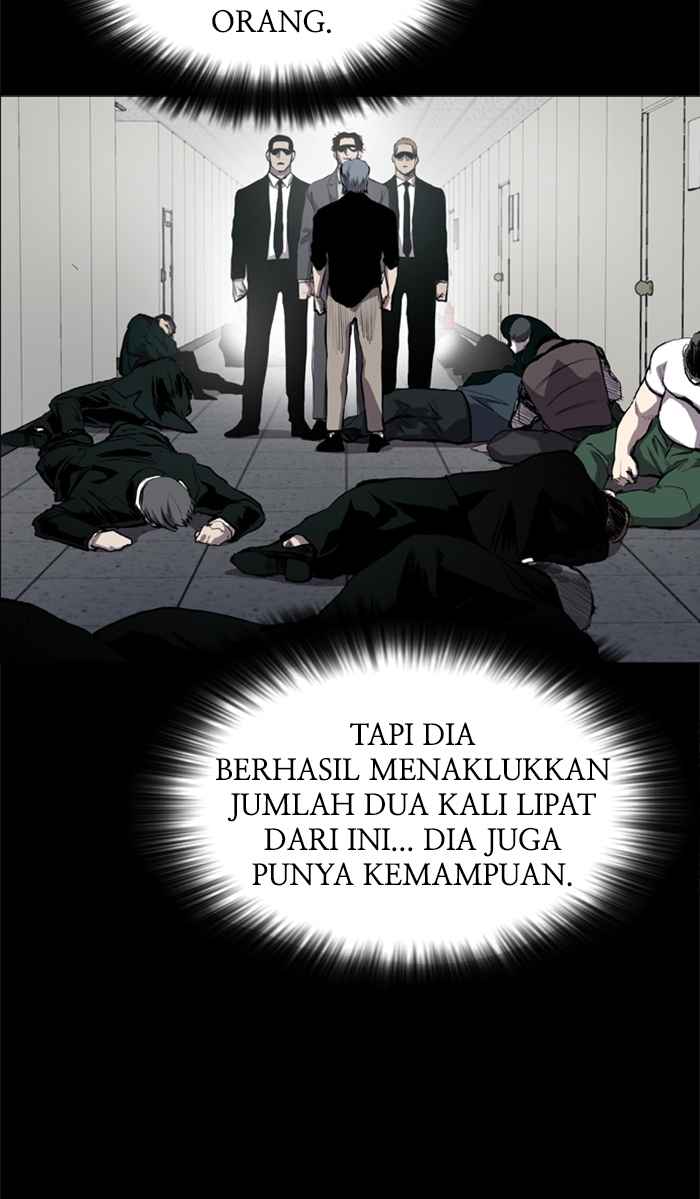 ORANG.
TAPI DIA
BERHASIL MENAKLUKKAN
JUMLAH DUA KALI LIPAT
DARI INI... DIA JUGA
PUNYA KEMAMPUAN.